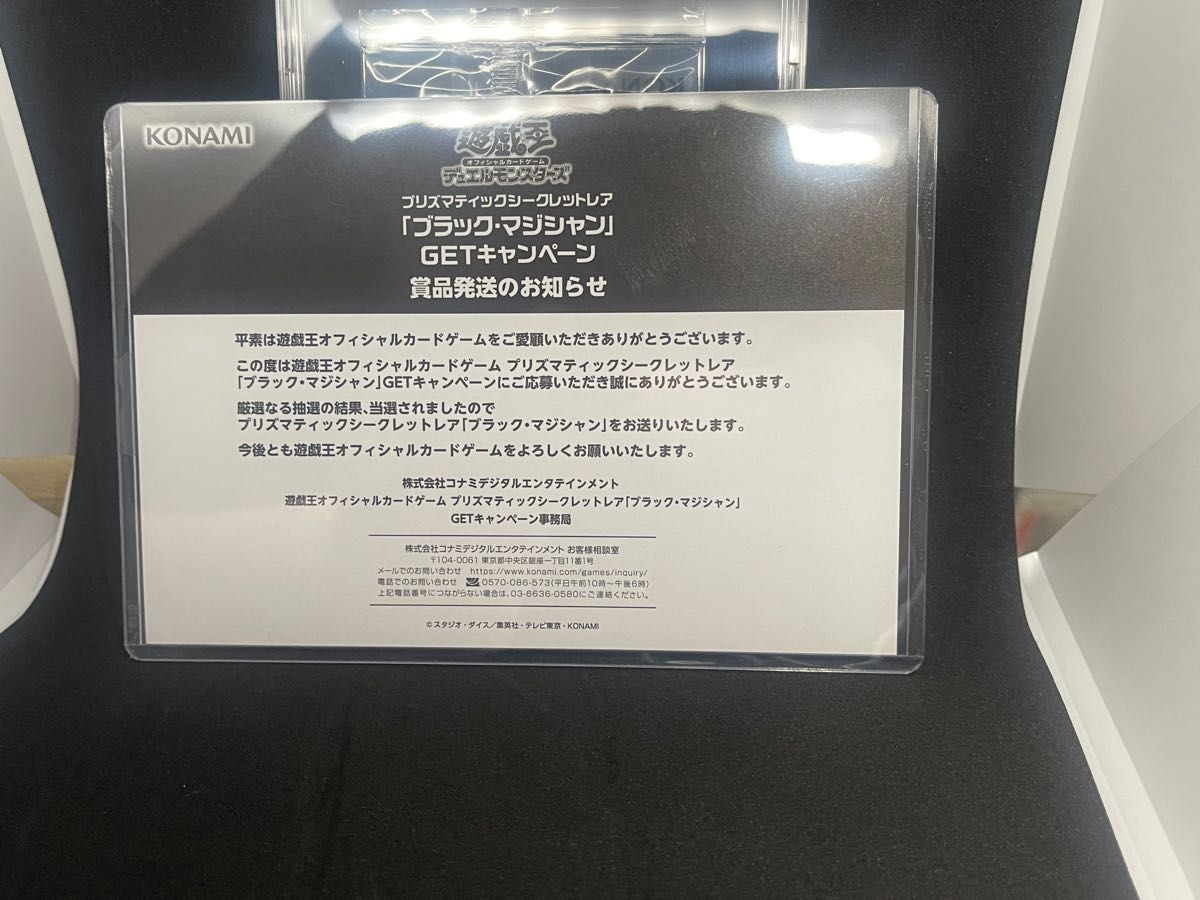 KONAMI
遊戯王
オフィシャルカードゲーム
デュエルモンスターズ
プリズマティックシークレットレア
「ブラック・マジシャン」
GETキャンペーン
賞品発送のお知らせ
平素は遊戯王オフィシャルカードゲームをご愛顧いただきありがとうございます。
この度は遊戯王オフィシャルカードゲーム プリズマティックシークレットレア
「ブラック・マジシャン」GETキャンペーンにご応募いただき誠にありがとうございます。
厳選なる抽選の結果、当選されましたので
プリズマティックシークレットレア「ブラック・マジシャン」をお送りいたします。
今後とも遊戯王オフィシャルカードゲームをよろしくお願いいたします。
株式会社コナミデジタルエンタテインメント
遊戯王オフィシャルカードゲーム プリズマティックシークレットレア「ブラック・マジシャン」
GETキャンペーン事務局
株式会社コナミデジタルエンタテインメント お客様相談室
〒104-0061 東京都中央区銀座一丁目11番1号
メールでのお問い合わせ https://www.konami.com/games/inquiry/
電話でのお問い合わせ 0570-086-573(平日午前10時～午後6時)
上記電話番号につながらない場合は、03-6636-0580にご連絡ください。
©スタジオ・ダイス／集英社・テレビ東京・KONAMI